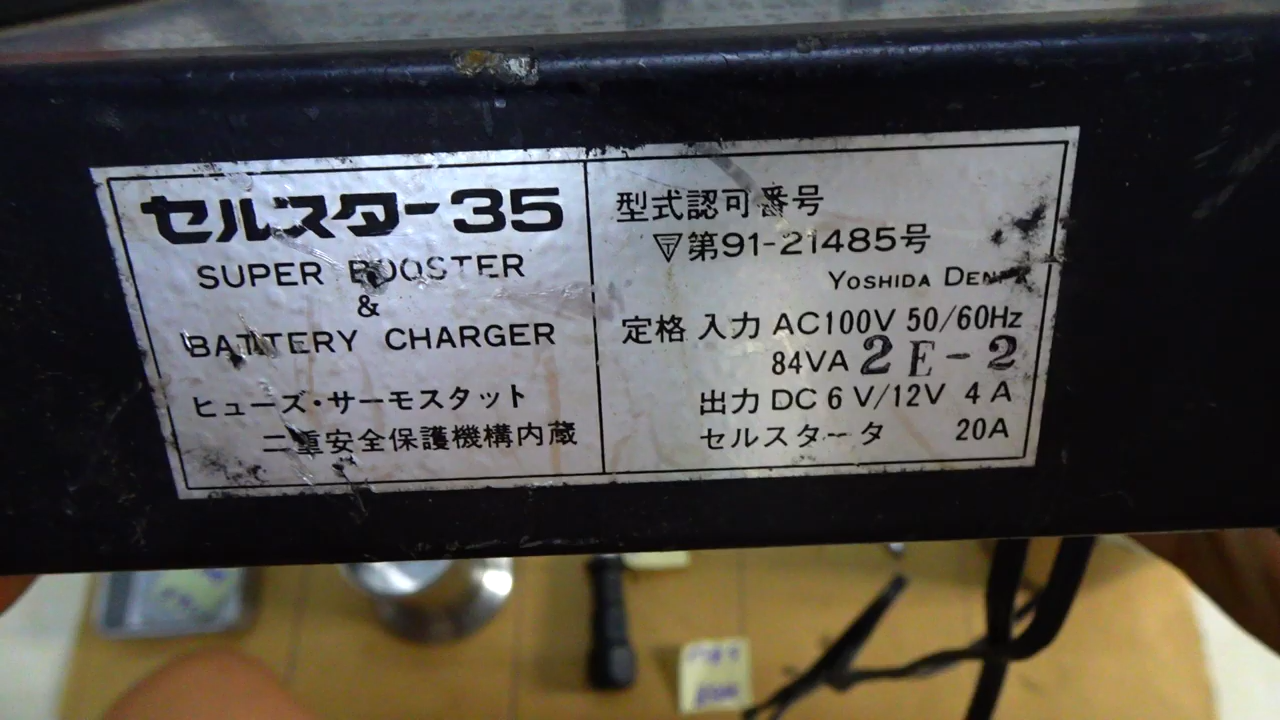 セルスター35
SUPER BOOSTER
&
BATTERY CHARGER
ヒューズ・サーモスタット
二重安全保護機構内蔵
型式認可番号
第91-21485号
YOSHIDA
定格 入力 AC100V 50/60Hz
84VA 2E-2
出力 DC 6V/12V 4A
セルスタータ 20A